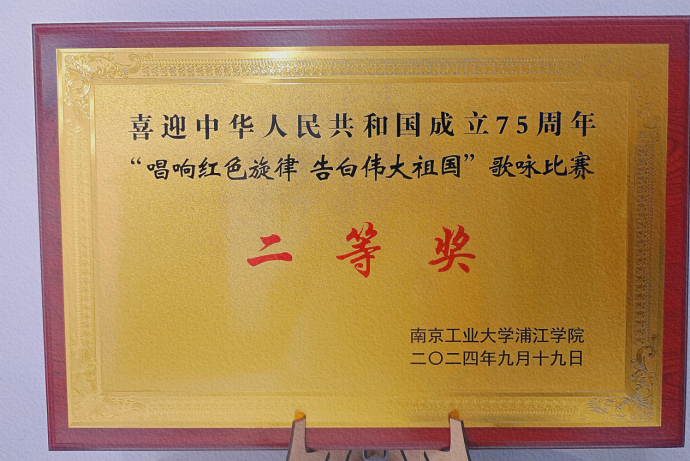 喜迎中华人民共和国成立75周年
“唱响红色旋律 告白伟大祖国”歌咏比赛
二等奖
南京工业大学浦江学院
二〇二四年九月十九日